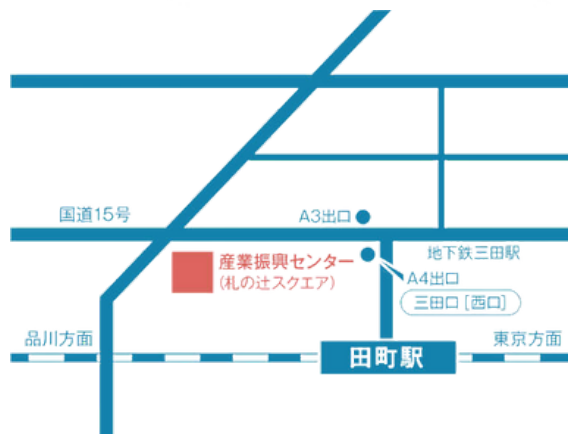 国道15号
A3出口
産業振興センター
(札の辻スクエア)
地下鉄三田駅
A4出口
三田口[西口]
品川方面
田町駅
東京方面